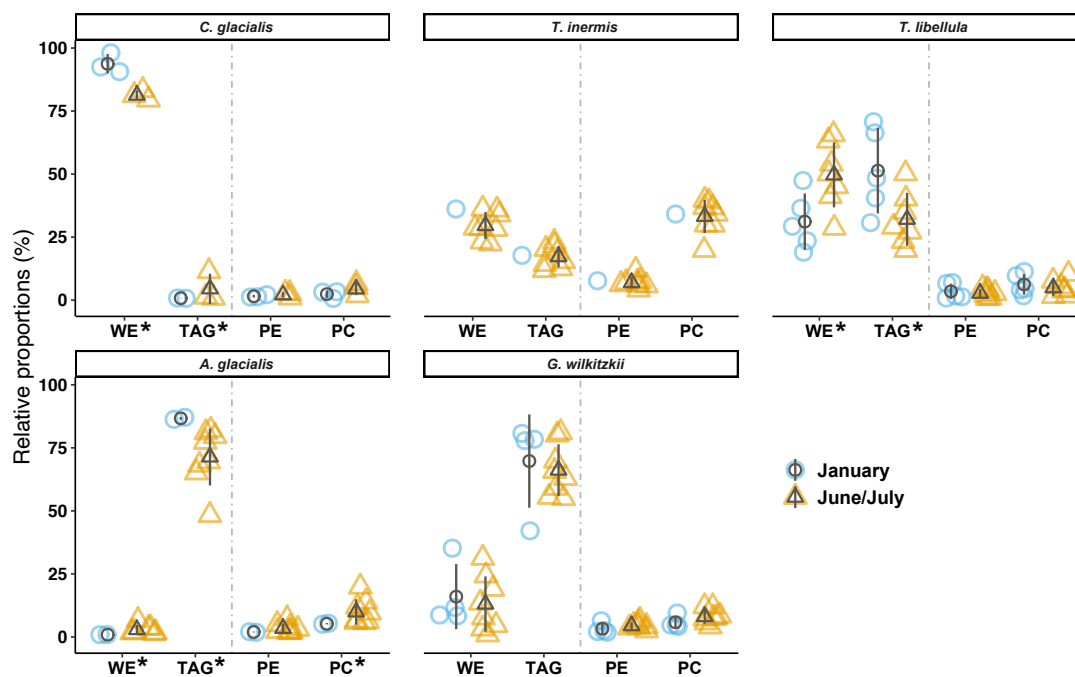 C. glacialis
T. inermis
T. libellula
Relative proportions (%)
100
75
50
25
0
WE* TAG* PE PC
WE TAG PE PC
WE* TAG* PE PC
A. glacialis
G. wilkitzkii
100
75
50
25
0
WE* TAG* PE PC*
WE TAG PE PC
January
June/July